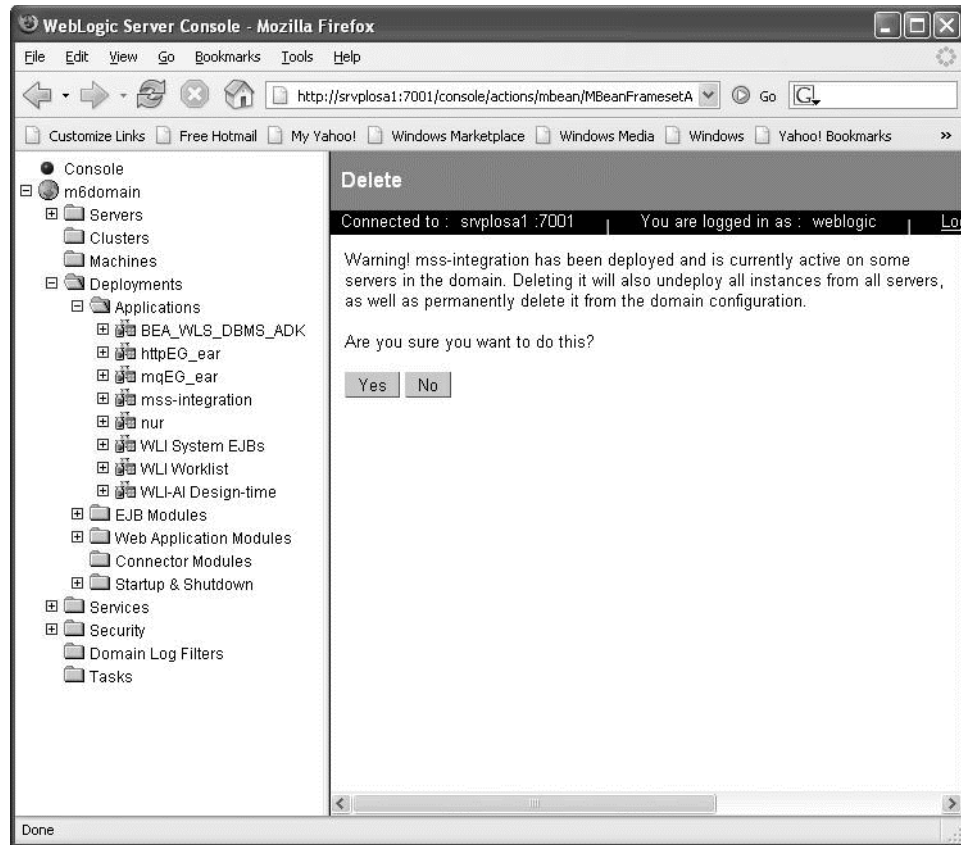 WebLogic Server Console - Mozilla Firefox
File Edit View Go Bookmarks Tools Help
http://srvplosa1:7001/console/actions/mbean/MBeanFramesetA Go G
Customize Links Free Hotmail My Yahoo! Windows Marketplace Windows Media Windows Yahoo! Bookmarks »
Console
m6domain
Servers
Clusters
Machines
Deployments
Applications
BEA_WLS_DBMS_ADK
httpEG_ear
mqEG_ear
mss-integration
nur
WLI System EJBs
WLI Worklist
WLI-AI Design-time
EJB Modules
Web Application Modules
Connector Modules
Startup & Shutdown
Services
Security
Domain Log Filters
Tasks
Delete
Connected to : srvplosa1 :7001 | You are logged in as : weblogic | Lo
Warning! mss-integration has been deployed and is currently active on some
servers in the domain. Deleting it will also undeploy all instances from all servers,
as well as permanently delete it from the domain configuration.
Are you sure you want to do this?
Yes No
Done